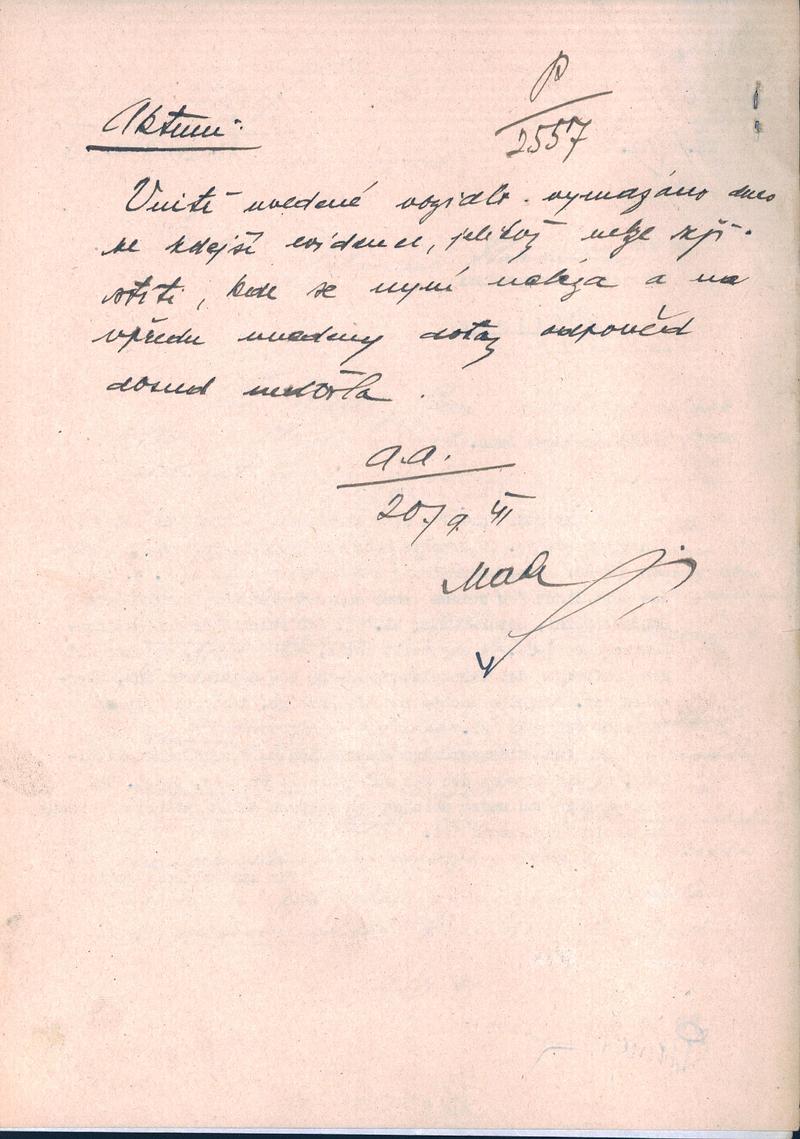 P
2557
Aktum:
Vnitř uvedené vozidlo vymazáno dnes
ze zdejší evidence, jelikož nelze zji-
stiti, kde se nyní nalézá a na
vpředu uvedený dotaz odpověď
dosud nedošla.
a.a.
20/9 41